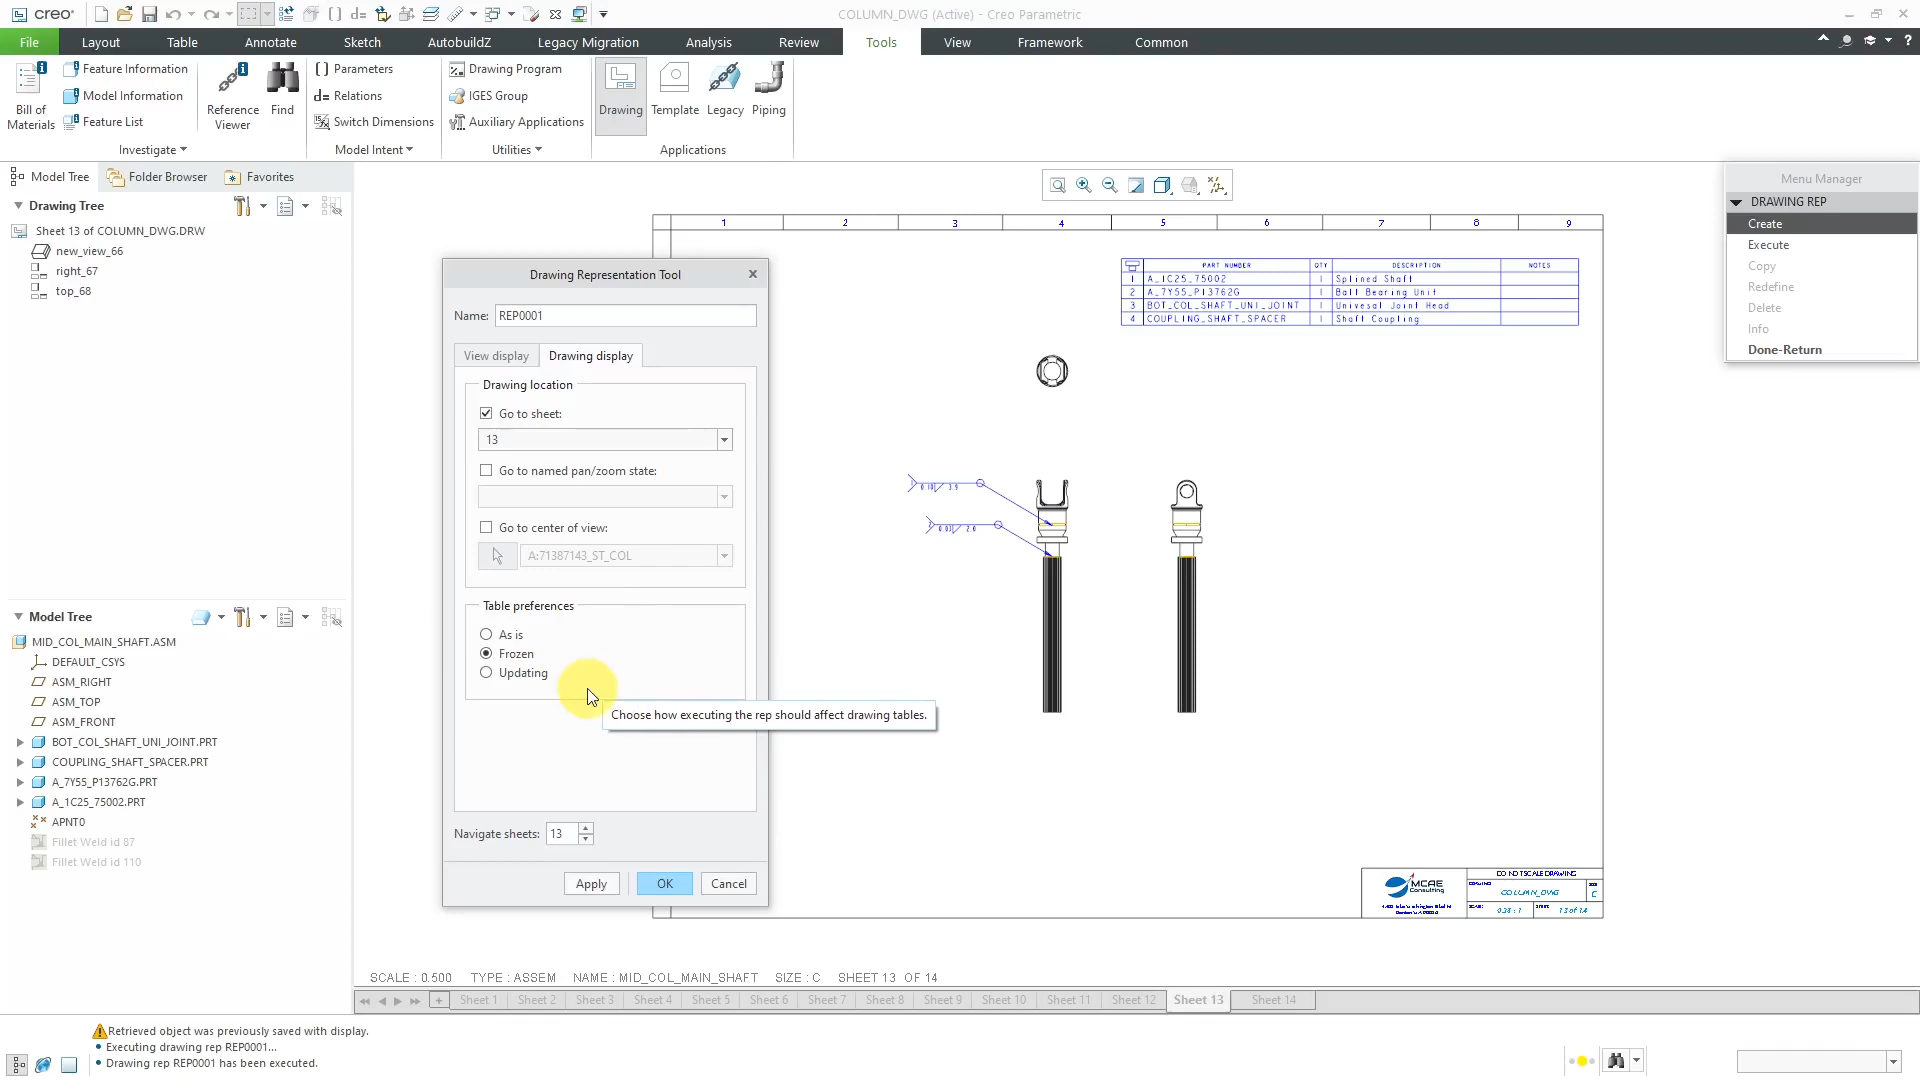 creo
COLUMN_DWG (Active) - Creo Parametric
File Layout Table Annotate Sketch AutobuildZ Legacy Migration Analysis Review Tools View Framework Common
Bill of Materials
Feature Information
Model Information
Feature List
Reference Viewer
Find
Investigate
Parameters
Relations
Switch Dimensions
Model Intent
Drawing Program
IGES Group
Auxiliary Applications
Utilities
Drawing
Template
Legacy
Piping
Applications
Model Tree Folder Browser Favorites
Drawing Tree
Sheet 13 of COLUMN_DWG.DRW
new_view_66
right_67
top_68
Model Tree
MID_COL_MAIN_SHAFT.ASM
DEFAULT_CSYS
ASM_RIGHT
ASM_TOP
ASM_FRONT
BOT_COL_SHAFT_UNI_JOINT.PRT
COUPLING_SHAFT_SPACER.PRT
A_7Y55_P13762G.PRT
A_1C25_75002.PRT
APNT0
Fillet Weld id 87
Fillet Weld id 110
Drawing Representation Tool
Name: REP0001
View display Drawing display
Drawing location
Go to sheet:
13
Go to named pan/zoom state:
Go to center of view:
A:71387143_ST_COL
Table preferences
As is
Frozen
Updating
Choose how executing the rep should affect drawing tables.
Navigate sheets: 13
Apply OK Cancel
1 2 3 4 5 6 7 8 9
PART NUMBER QTY DESCRIPTION NOTES
1 A_1C25_75002 1 Splined Shaft
2 A_7Y55_P13762G 1 Ball Bearing Unit
3 BOT_COL_SHAFT_UNI_JOINT 1 Univesal Joint Head
4 COUPLING_SHAFT_SPACER 1 Shaft Coupling
MCAE
Consulting
DO NOT SCALE DRAWING
COLUMN_DWG
C
13 of 14
Menu Manager
DRAWING REP
Create
Execute
Copy
Redefine
Delete
Info
Done-Return
SCALE : 0.500 TYPE : ASSEM NAME : MID_COL_MAIN_SHAFT SIZE : C SHEET 13 OF 14
Sheet 1 Sheet 2 Sheet 3 Sheet 4 Sheet 5 Sheet 6 Sheet 7 Sheet 8 Sheet 9 Sheet 10 Sheet 11 Sheet 12 Sheet 13 Sheet 14
Retrieved object was previously saved with display.
Executing drawing rep REP0001...
Drawing rep REP0001 has been executed.